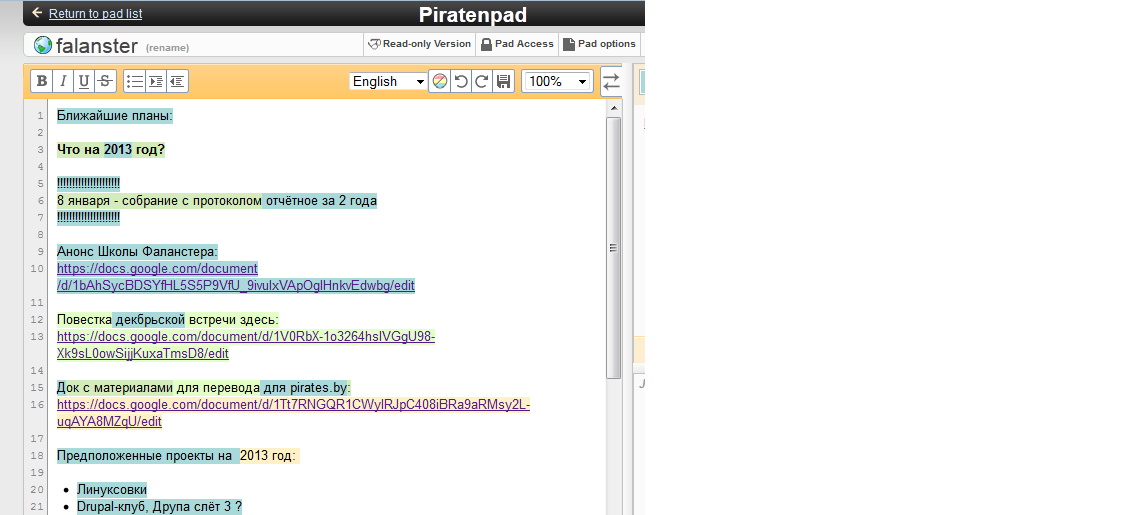 Return to pad list
Piratenpad
falanster (rename)
Read-only Version
Pad Access
Pad options
B I U S
English
100%
1 Ближайшие планы:
2
3 Что на 2013 год?
4
5 !!!!!!!!!!!!!!!!!!!!!
6 8 января - собрание с протоколом отчётное за 2 года
7 !!!!!!!!!!!!!!!!!!!!!
8
9 Анонс Школы Фаланстера:
10 https://docs.google.com/document
/d/1bAhSycBDSYfHL5S5P9VfU_9ivulxVApOglHnkvEdwbg/edit
11
12 Повестка декбрьской встречи здесь:
13 https://docs.google.com/document/d/1V0RbX-1o3264hsIVGgU98-
Xk9sL0owSijjKuxaTmsD8/edit
14
15 Док с материалами для перевода для pirates.by:
16 https://docs.google.com/document/d/1Tt7RNGQR1CWylRJpC408iBRa9aRMsy2L-
uqAYA8MZqU/edit
17
18 Предположенные проекты на 2013 год:
19
20 • Линуксовки
21 • Drupal-клуб, Друпа слёт 3 ?